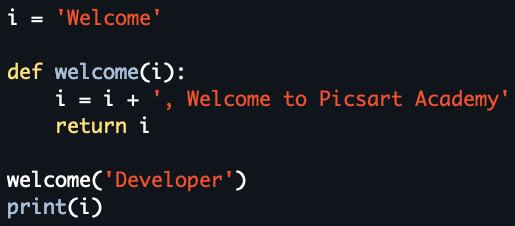 i = 'Welcome'
def welcome(i):
    i = i + ', Welcome to Picsart Academy'
    return i
welcome('Developer')
print(i)